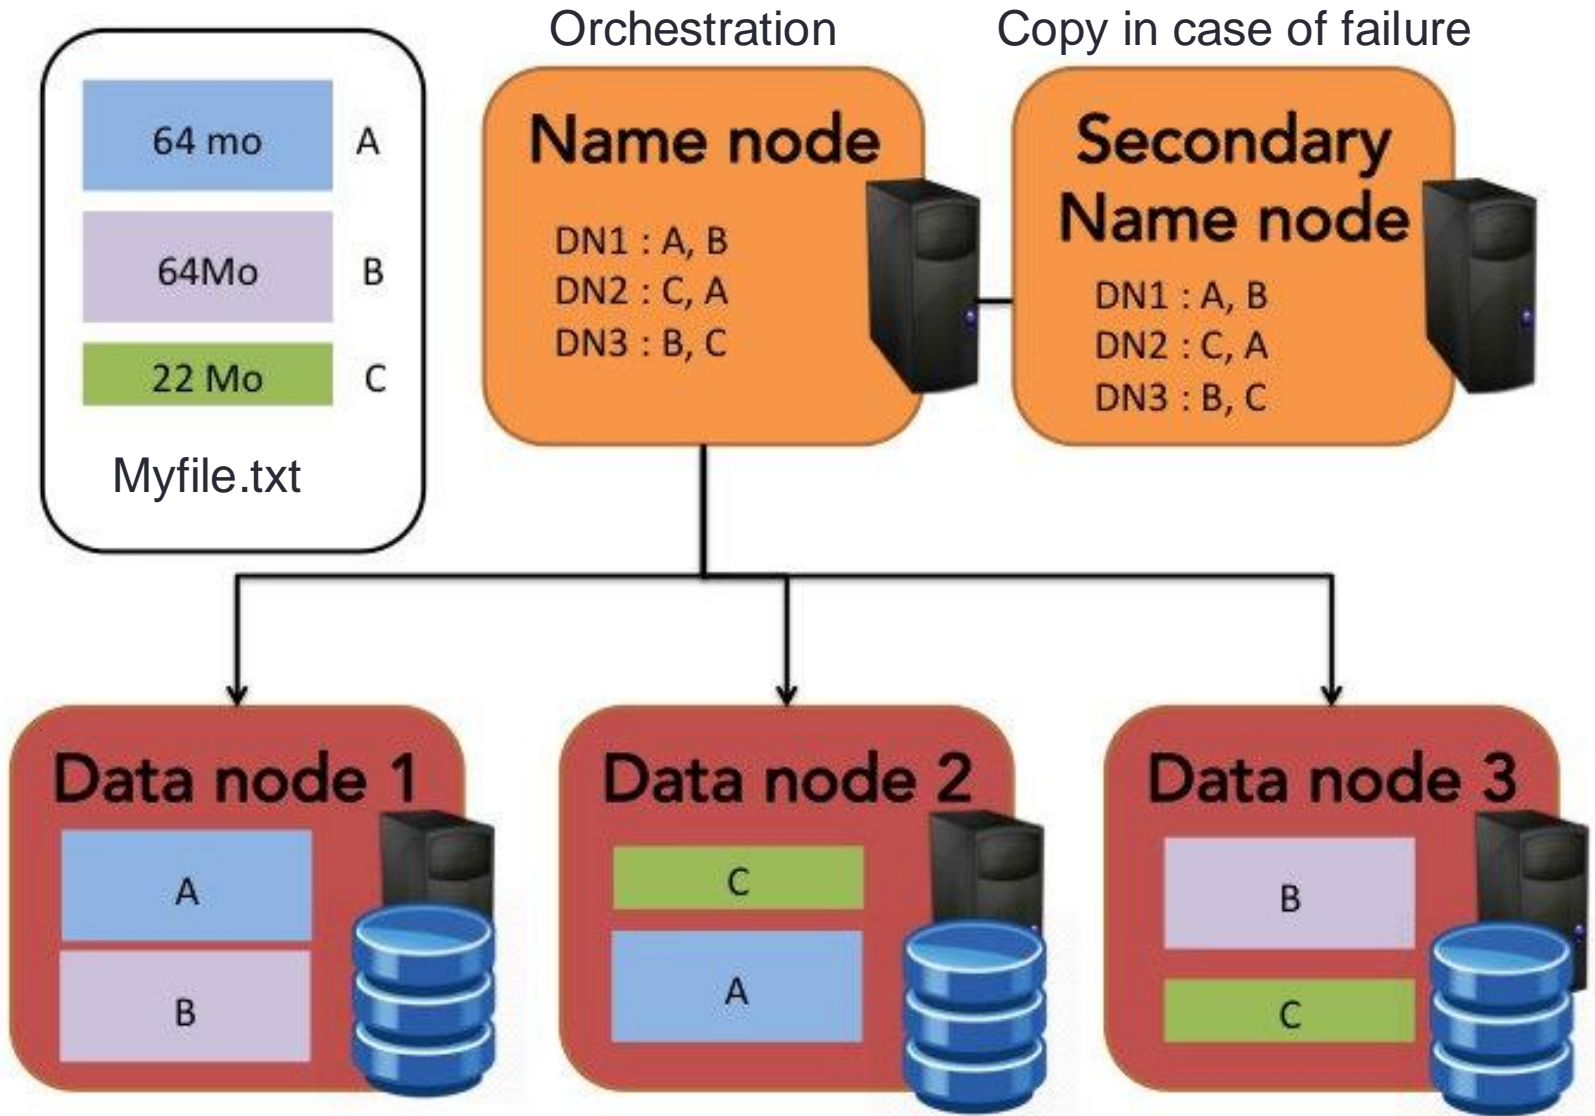 Orchestration
Copy in case of failure
64 mo
A
64Mo
B
22 Mo
C
Myfile.txt
Name node
DN1 : A, B
DN2 : C, A
DN3 : B, C
Secondary
Name node
DN1 : A, B
DN2 : C, A
DN3 : B, C
Data node 1
A
B
Data node 2
C
A
Data node 3
B
C